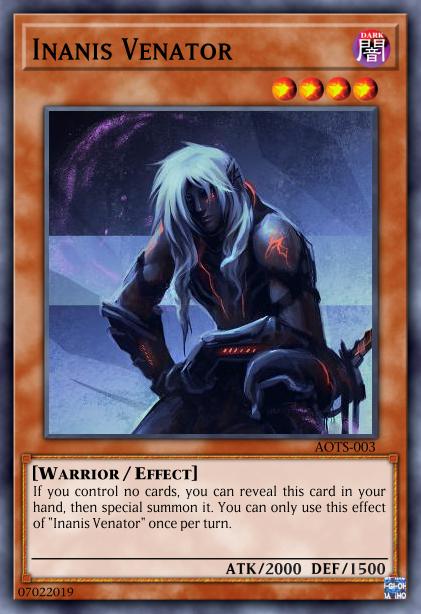 INANIS VENATOR
DARK
闇
AOTS-003
[WARRIOR / EFFECT]
If you control no cards, you can reveal this card in your
hand, then special summon it. You can only use this effect
of "Inanis Venator" once per turn.
ATK/2000 DEF/1500
07022019